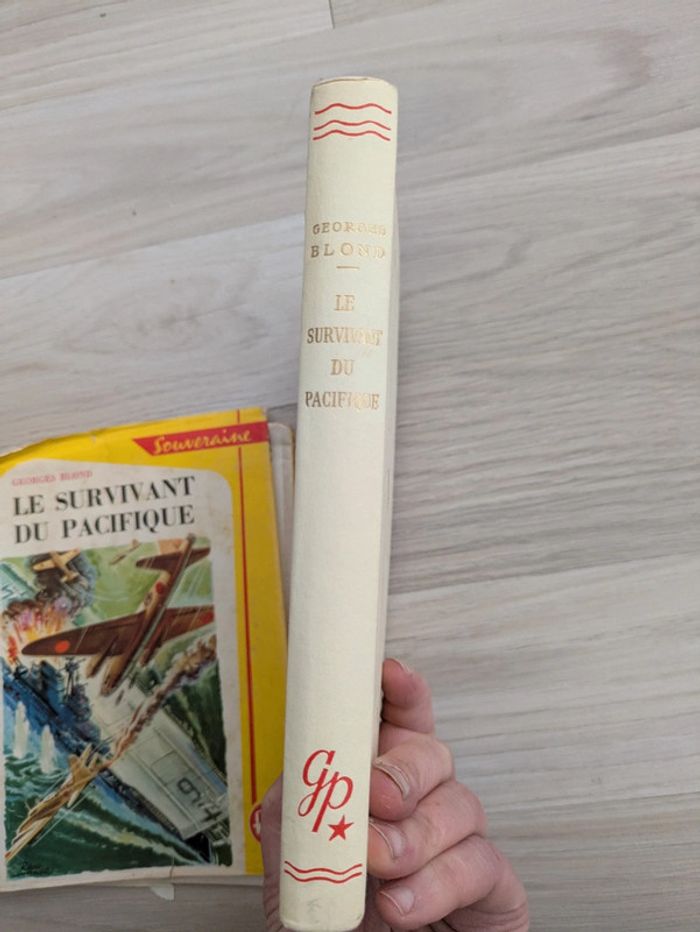 GEORGES
BLOND
LE
SURVIVANT
DU
PACIFIQUE
GP
Souveraine
GEORGES BLOND
LE SURVIVANT
DU PACIFIQUE